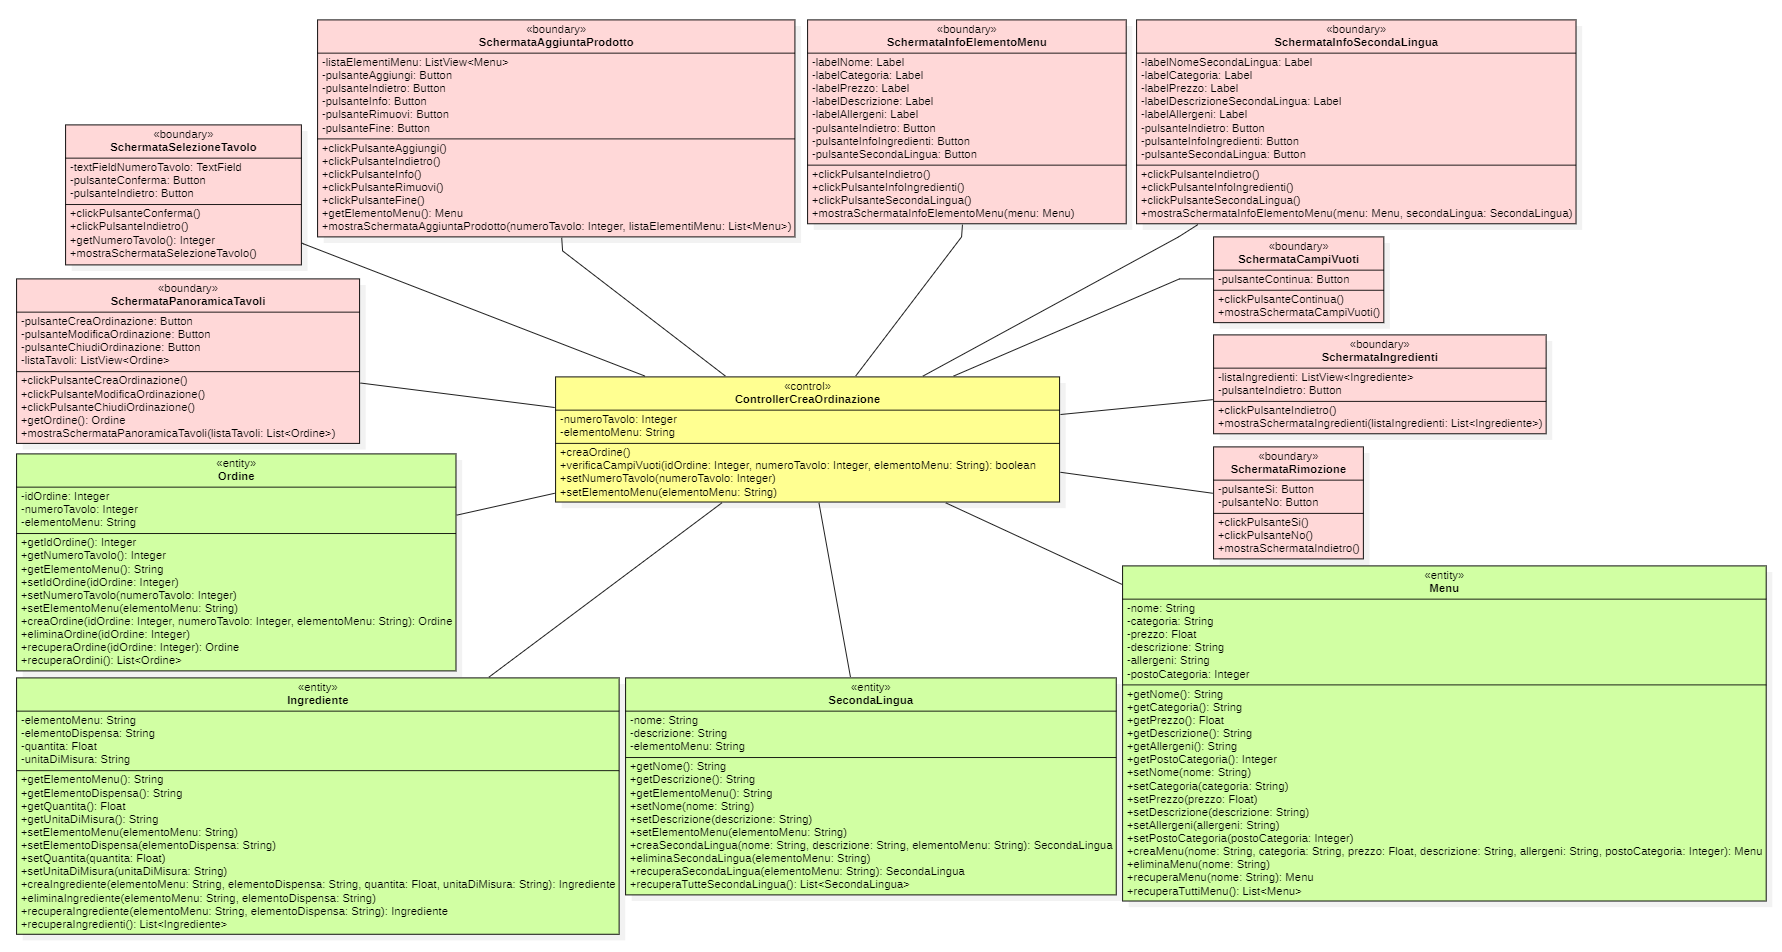 «boundary»
SchermataAggiuntaProdotto
-listaElementiMenu: ListView<Menu>
-pulsanteAggiungi: Button
-pulsanteIndietro: Button
-pulsanteInfo: Button
-pulsanteRimuovi: Button
-pulsanteFine: Button
+clickPulsanteAggiungi()
+clickPulsanteIndietro()
+clickPulsanteInfo()
+clickPulsanteRimuovi()
+clickPulsanteFine()
+getElementoMenu(): Menu
+mostraSchermataAggiuntaProdotto(numeroTavolo: Integer, listaElementiMenu: List<Menu>)
«boundary»
SchermataInfoElementoMenu
-labelNome: Label
-labelCategoria: Label
-labelPrezzo: Label
-labelDescrizione: Label
-labelAllergeni: Label
-pulsanteIndietro: Button
-pulsanteInfoIngredienti: Button
-pulsanteSecondaLingua: Button
+clickPulsanteIndietro()
+clickPulsanteInfoIngredienti()
+clickPulsanteSecondaLingua()
+mostraSchermataInfoElementoMenu(menu: Menu)
«boundary»
SchermataInfoSecondaLingua
-labelNomeSecondaLingua: Label
-labelCategoria: Label
-labelPrezzo: Label
-labelDescrizioneSecondaLingua: Label
-labelAllergeni: Label
-pulsanteIndietro: Button
-pulsanteInfoIngredienti: Button
-pulsanteSecondaLingua: Button
+clickPulsanteIndietro()
+clickPulsanteInfoIngredienti()
+clickPulsanteSecondaLingua()
+mostraSchermataInfoElementoMenu(menu: Menu, secondaLingua: SecondaLingua)
«boundary»
SchermataSelezioneTavolo
-textFieldNumeroTavolo: TextField
-pulsanteConferma: Button
-pulsanteIndietro: Button
+clickPulsanteConferma()
+clickPulsanteIndietro()
+getNumeroTavolo(): Integer
+mostraSchermataSelezioneTavolo()
«boundary»
SchermataCampiVuoti
-pulsanteContinua: Button
+clickPulsanteContinua()
+mostraSchermataCampiVuoti()
«boundary»
SchermataPanoramicaTavoli
-pulsanteCreaOrdinazione: Button
-pulsanteModificaOrdinazione: Button
-pulsanteChiudiOrdinazione: Button
-listaTavoli: ListView<Ordine>
+clickPulsanteCreaOrdinazione()
+clickPulsanteModificaOrdinazione()
+clickPulsanteChiudiOrdinazione()
+getOrdine(): Ordine
+mostraSchermataPanoramicaTavoli(listaTavoli: List<Ordine>)
«boundary»
SchermataIngredienti
-listaIngredienti: ListView<Ingrediente>
-pulsanteIndietro: Button
+clickPulsanteIndietro()
+mostraSchermataIngredienti(listaIngredienti: List<Ingrediente>)
«control»
ControllerCreaOrdinazione
-numeroTavolo: Integer
-elementoMenu: String
+creaOrdine()
+verificaCampiVuoti(idOrdine: Integer, numeroTavolo: Integer, elementoMenu: String): boolean
+setNumeroTavolo(numeroTavolo: Integer)
+setElementoMenu(elementoMenu: String)
«boundary»
SchermataRimozione
-pulsanteSi: Button
-pulsanteNo: Button
+clickPulsanteSi()
+clickPulsanteNo()
+mostraSchermataIndietro()
«entity»
Ordine
-idOrdine: Integer
-numeroTavolo: Integer
-elementoMenu: String
+getIdOrdine(): Integer
+getNumeroTavolo(): Integer
+getElementoMenu(): String
+setIdOrdine(idOrdine: Integer)
+setNumeroTavolo(numeroTavolo: Integer)
+setElementoMenu(elementoMenu: String)
+creaOrdine(idOrdine: Integer, numeroTavolo: Integer, elementoMenu: String): Ordine
+eliminaOrdine(idOrdine: Integer)
+recuperaOrdine(idOrdine: Integer): Ordine
+recuperaOrdini(): List<Ordine>
«entity»
Menu
-nome: String
-categoria: String
-prezzo: Float
-descrizione: String
-allergeni: String
-postoCategoria: Integer
+getNome(): String
+getCategoria(): String
+getPrezzo(): Float
+getDescrizione(): String
+getAllergeni(): String
+getPostoCategoria(): Integer
+setNome(nome: String)
+setCategoria(categoria: String)
+setPrezzo(prezzo: Float)
+setDescrizione(descrizione: String)
+setAllergeni(allergeni: String)
+setPostoCategoria(postoCategoria: Integer)
+creaMenu(nome: String, categoria: String, prezzo: Float, descrizione: String, allergeni: String, postoCategoria: Integer): Menu
+eliminaMenu(nome: String)
+recuperaMenu(nome: String): Menu
+recuperaTuttiMenu(): List<Menu>
«entity»
Ingrediente
-elementoMenu: String
-elementoDispensa: String
-quantita: Float
-unitaDiMisura: String
+getElementoMenu(): String
+getElementoDispensa(): String
+getQuantita(): Float
+getUnitaDiMisura(): String
+setElementoMenu(elementoMenu: String)
+setElementoDispensa(elementoDispensa: String)
+setQuantita(quantita: Float)
+setUnitaDiMisura(unitaDiMisura: String)
+creaIngrediente(elementoMenu: String, elementoDispensa: String, quantita: Float, unitaDiMisura: String): Ingrediente
+eliminaIngrediente(elementoMenu: String, elementoDispensa: String)
+recuperaIngrediente(elementoMenu: String, elementoDispensa: String): Ingrediente
+recuperaIngredienti(): List<Ingrediente>
«entity»
SecondaLingua
-nome: String
-descrizione: String
-elementoMenu: String
+getNome(): String
+getDescrizione(): String
+getElementoMenu(): String
+setNome(nome: String)
+setDescrizione(descrizione: String)
+setElementoMenu(elementoMenu: String)
+creaSecondaLingua(nome: String, descrizione: String, elementoMenu: String): SecondaLingua
+eliminaSecondaLingua(elementoMenu: String)
+recuperaSecondaLingua(elementoMenu: String): SecondaLingua
+recuperaTutteSecondaLingua(): List<SecondaLingua>